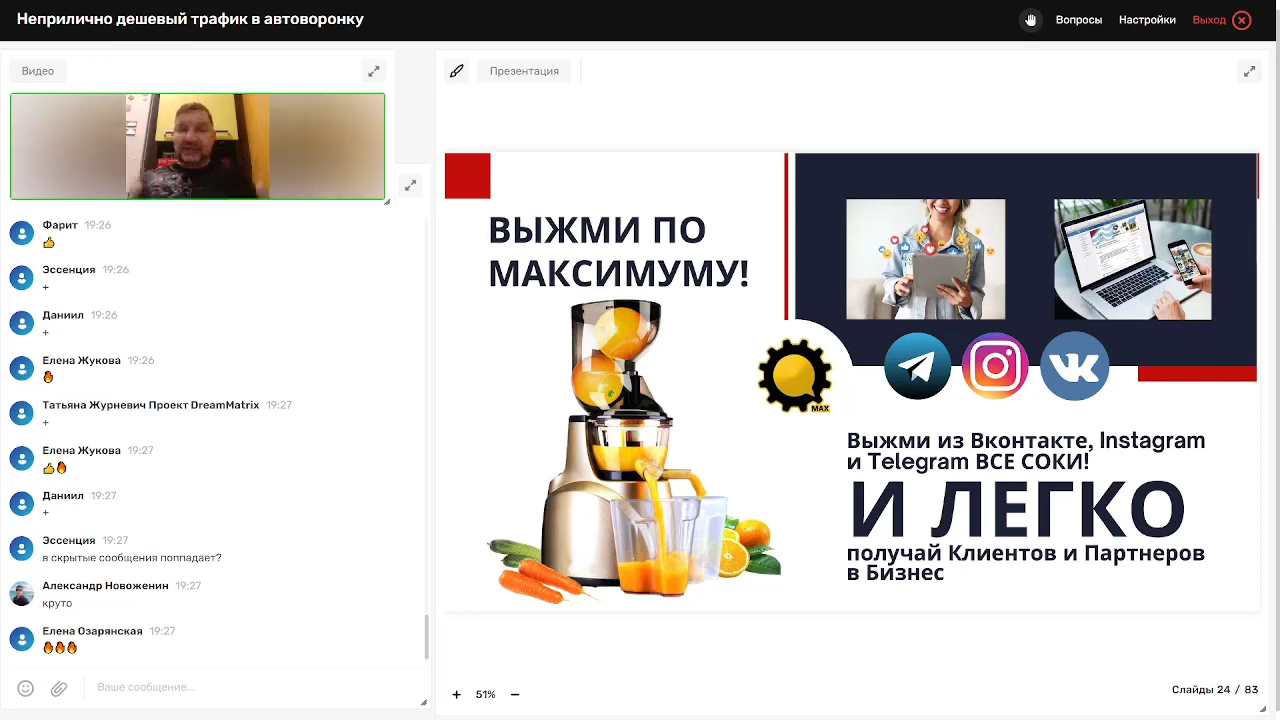 Неприлично дешевый трафик в автоворонку
Вопросы
Настройки
Выход
Видео
Фарит 19:26
Эссенция 19:26
+
Даниил 19:26
+
Елена Жукова 19:26
Татьяна Журневич Проект DreamMatrix 19:27
+
Елена Жукова 19:27
Даниил 19:27
+
Эссенция 19:27
в скрытые сообщения поппадает?
Александр Новоженин 19:27
круто
Елена Озарянская 19:27
Ваше сообщение...
Презентация
ВЫЖМИ ПО
МАКСИМУМУ!
MAX
Выжми из Вконтакте, Instagram
и Telegram ВСЕ СОКИ!
И ЛЕГКО
получай Клиентов и Партнеров
в Бизнес
+ 51% −
Слайды 24 / 83